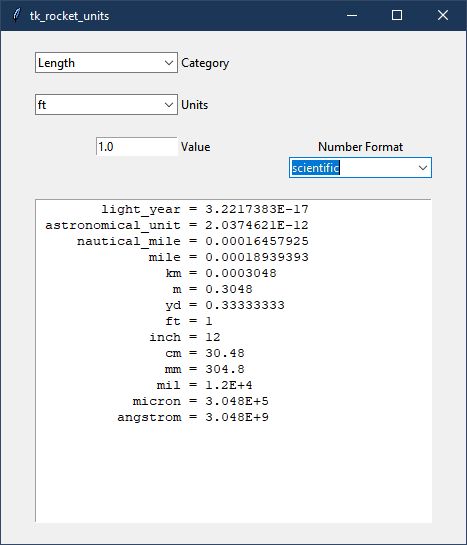 tk_rocket_units
Length Category
ft Units
1.0 Value
Number Format
scientific
light_year = 3.2217383E-17
astronomical_unit = 2.0374621E-12
nautical_mile = 0.00016457925
mile = 0.00018939393
km = 0.0003048
m = 0.3048
yd = 0.33333333
ft = 1
inch = 12
cm = 30.48
mm = 304.8
mil = 1.2E+4
micron = 3.048E+5
angstrom = 3.048E+9